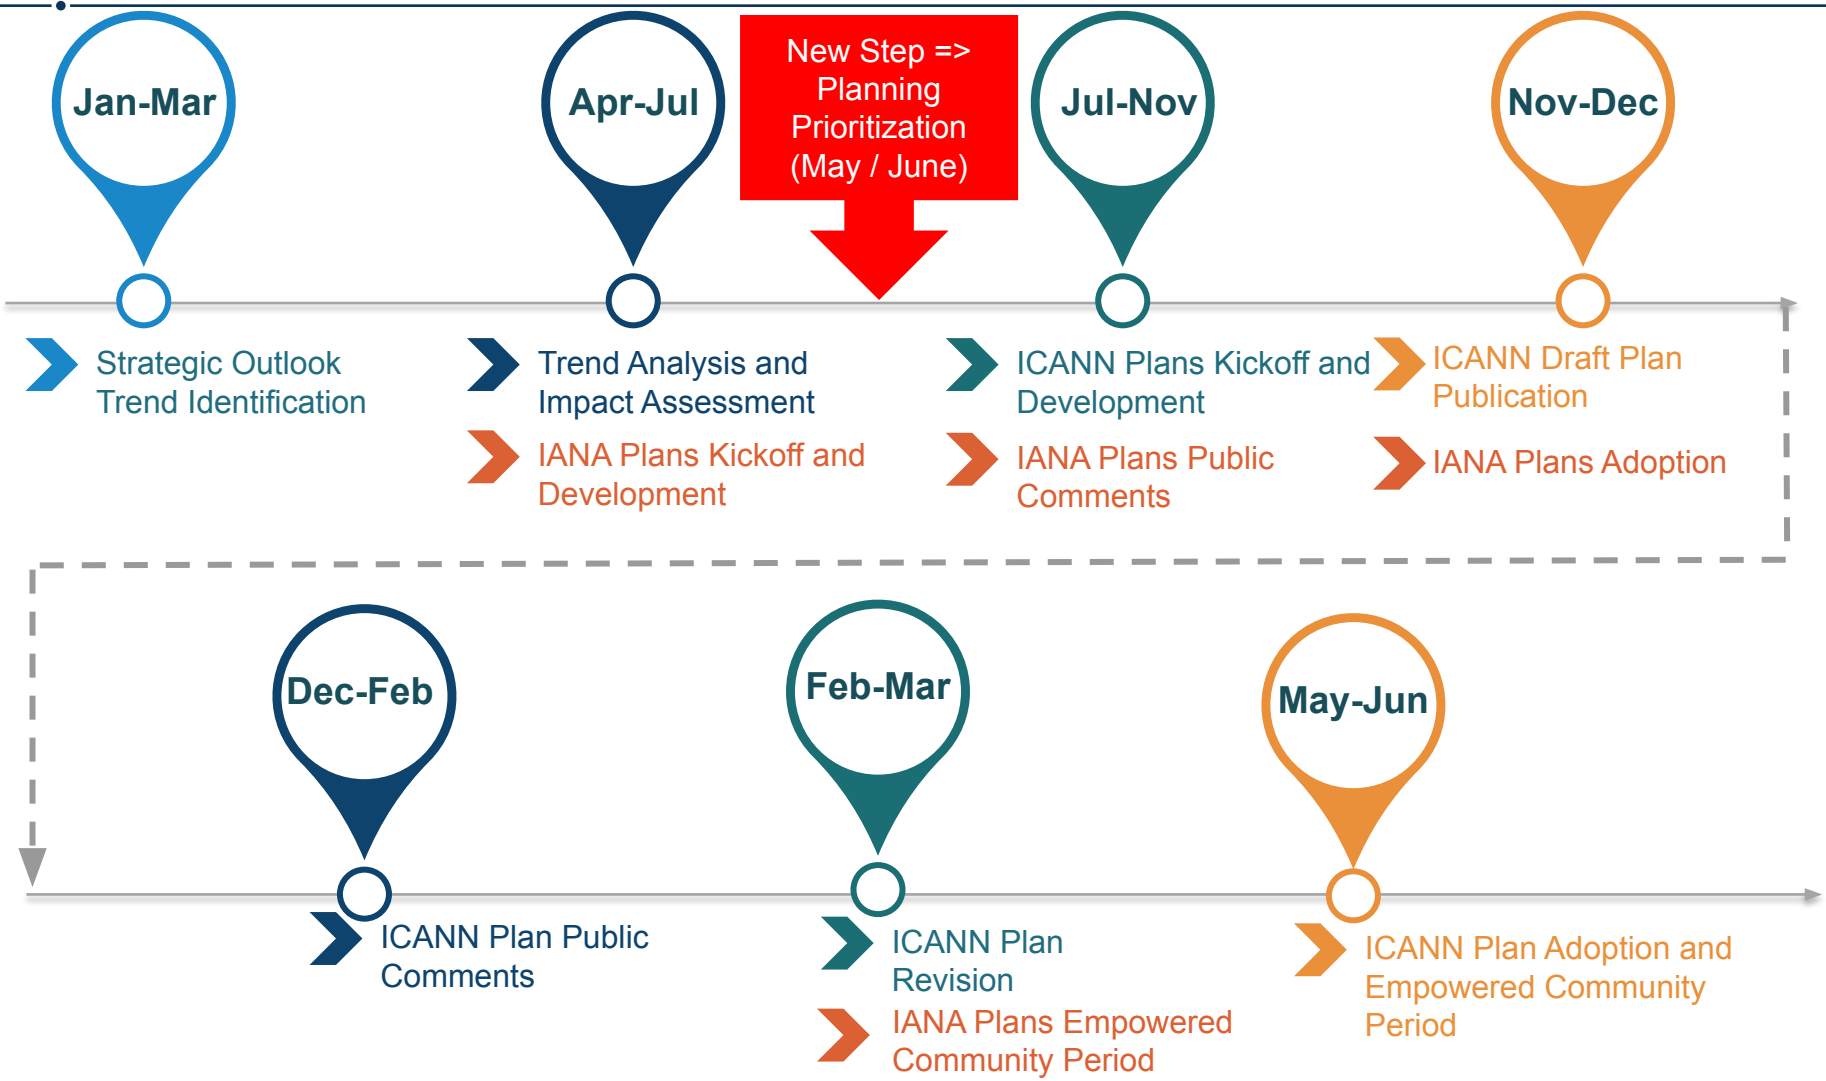 Jan-Mar
Apr-Jul
New Step =>
Planning
Prioritization
(May / June)
Jul-Nov
Nov-Dec
Strategic Outlook
Trend Identification
Trend Analysis and
Impact Assessment
IANA Plans Kickoff and
Development
ICANN Plans Kickoff and
Development
IANA Plans Public
Comments
ICANN Draft Plan
Publication
IANA Plans Adoption
Dec-Feb
Feb-Mar
May-Jun
ICANN Plan Public
Comments
ICANN Plan
Revision
IANA Plans Empowered
Community Period
ICANN Plan Adoption and
Empowered Community
Period